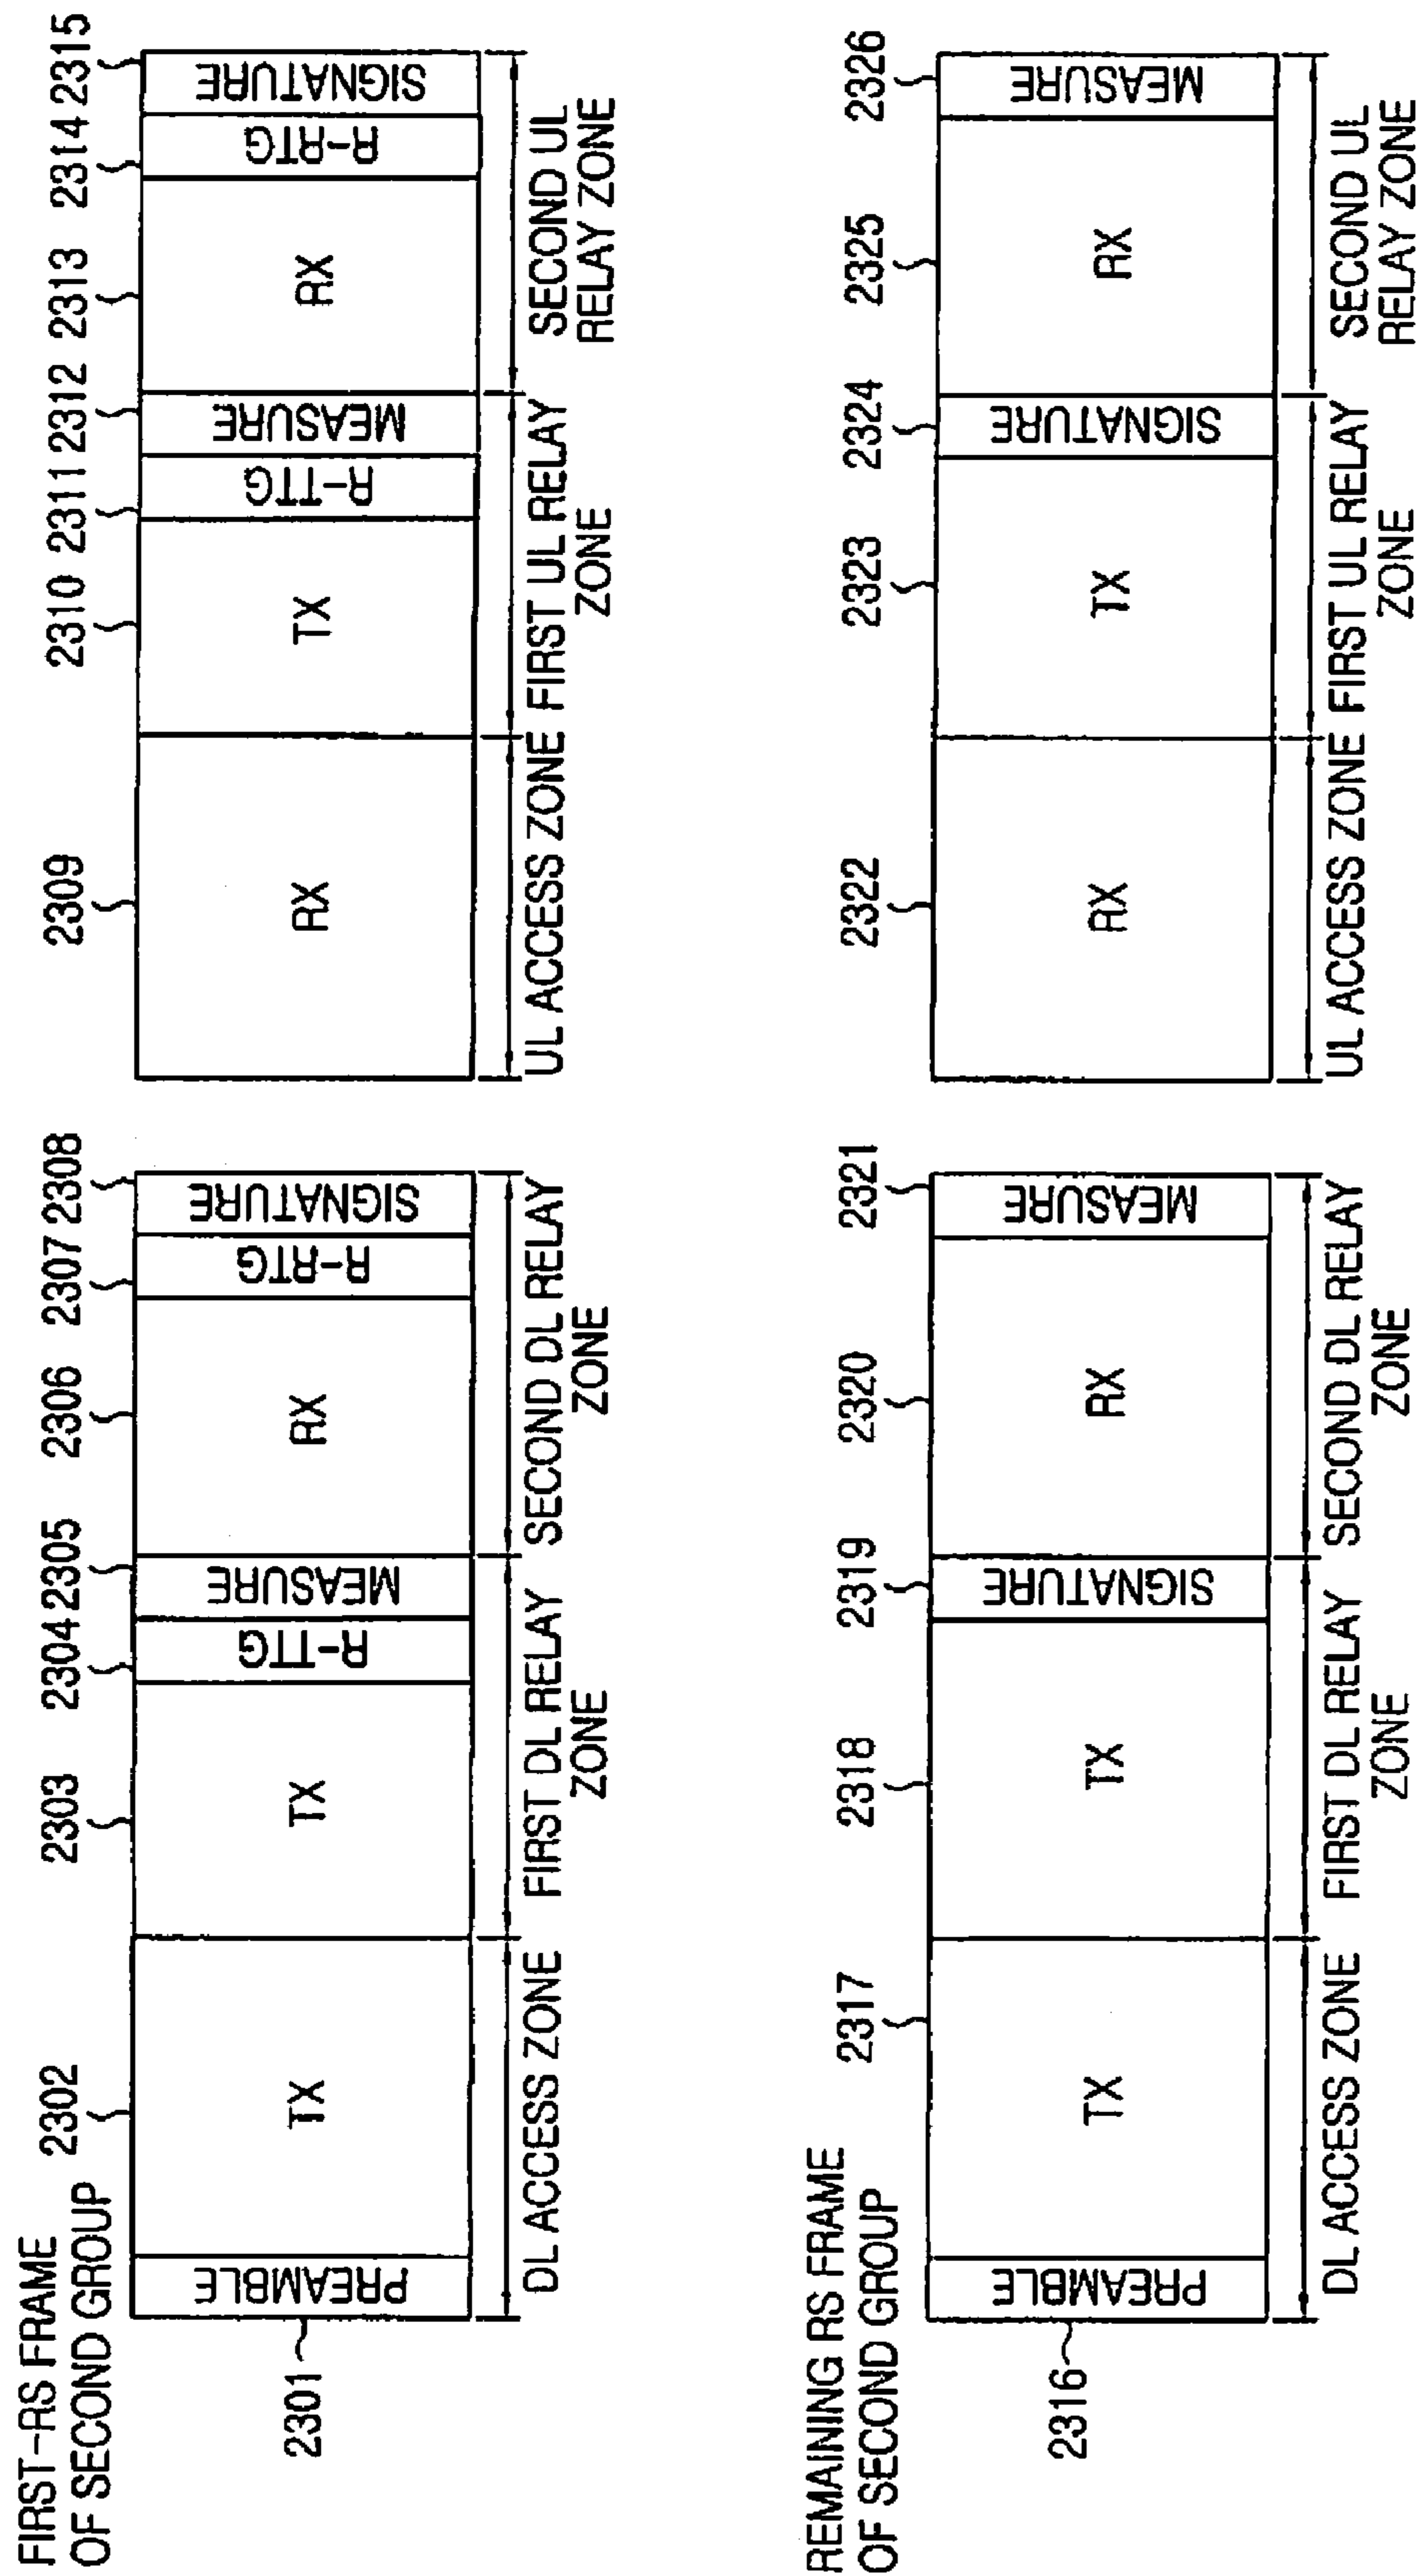 FIRST-RS FRAME
OF SECOND GROUP
2301
2302
2303
2304
2305
2306
2307
2308
2309
2310
2311
2312
2313
2314
2315
PREAMBLE
TX
TX
R-TTG
MEASURE
RX
R-RTG
SIGNATURE
RX
TX
R-TTG
MEASURE
RX
R-RTG
SIGNATURE
DL ACCESS ZONE
FIRST DL RELAY
ZONE
SECOND DL RELAY
ZONE
UL ACCESS ZONE
FIRST UL RELAY
ZONE
SECOND UL
RELAY ZONE
REMAINING RS FRAME
OF SECOND GROUP
2316
2317
2318
2319
2320
2321
2322
2323
2324
2325
2326
PREAMBLE
TX
TX
SIGNATURE
RX
MEASURE
RX
TX
SIGNATURE
RX
MEASURE
DL ACCESS ZONE
FIRST DL RELAY
ZONE
SECOND DL RELAY
ZONE
UL ACCESS ZONE
FIRST UL RELAY
ZONE
SECOND UL
RELAY ZONE